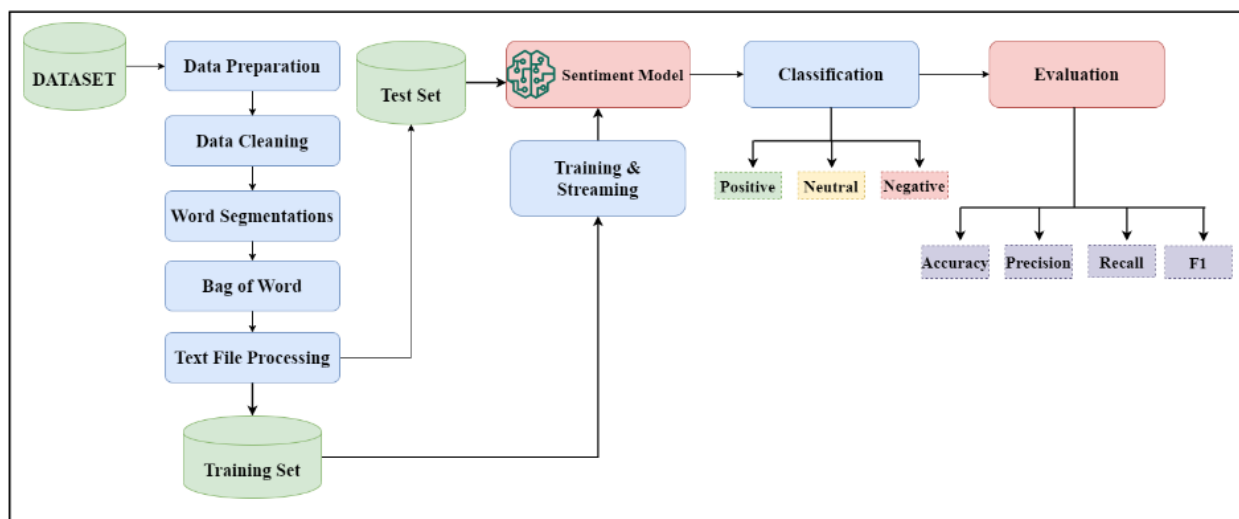 DATASET
Data Preparation
Data Cleaning
Word Segmentations
Bag of Word
Text File Processing
Training Set
Test Set
Training &
Streaming
Sentiment Model
Classification
Positive
Neutral
Negative
Evaluation
Accuracy
Precision
Recall
F1